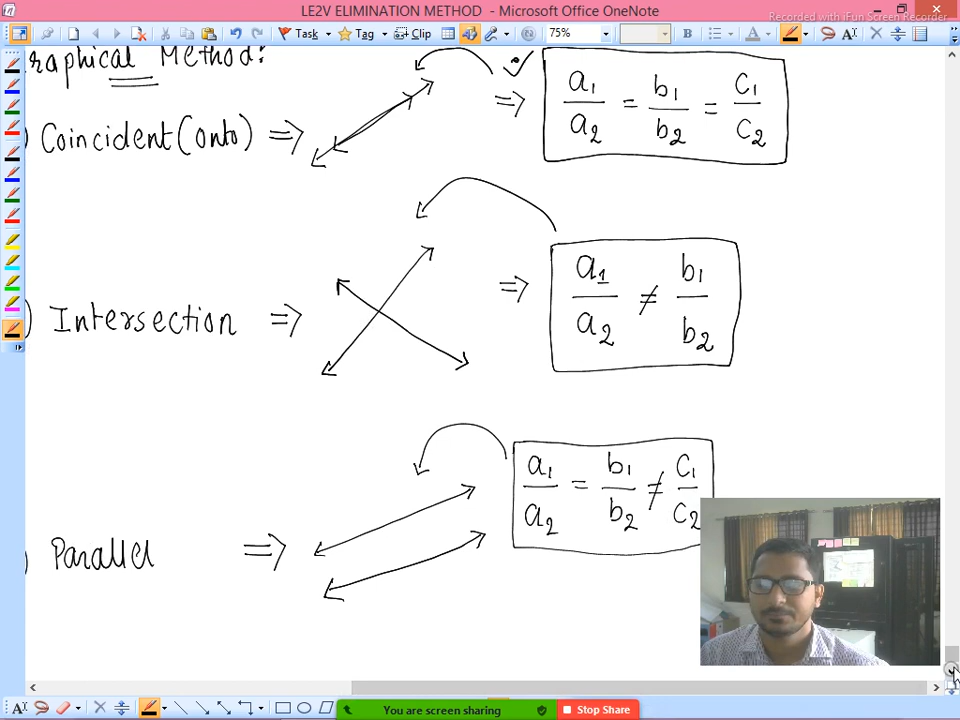 LE2V ELIMINATION METHOD - Microsoft Office OneNote
Recorded with iFun Screen Recorder
Task Tag Clip 75% B A
raphical Method:
) Coincident (onto) ⇒ ⇒ a1/a2 = b1/b2 = c1/c2
) Intersection ⇒ ⇒ a1/a2 ≠ b1/b2
) Parallel ⇒ a1/a2 = b1/b2 ≠ c1/c2
You are screen sharing Stop Share